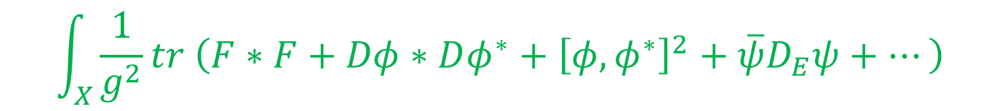 ∫_X 1/g² tr (F ∗ F + Dϕ ∗ Dϕ* + [ϕ, ϕ*]² + ψ̄D_Eψ + ⋯ )